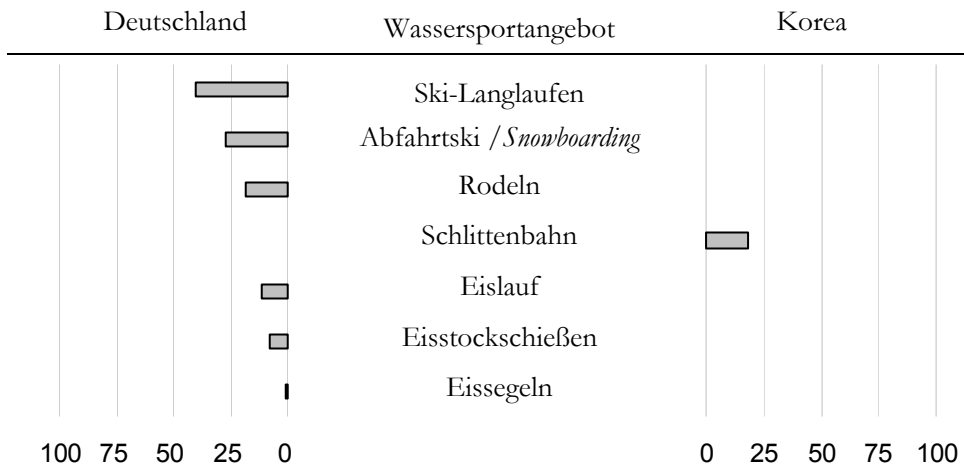 Deutschland Wassersportangebot Korea
Ski-Langlaufen
Abfahrtski /Snowboarding
Rodeln
Schlittenbahn
Eislauf
Eisstockschießen
Eissegeln
100 75 50 25 0 0 25 50 75 100